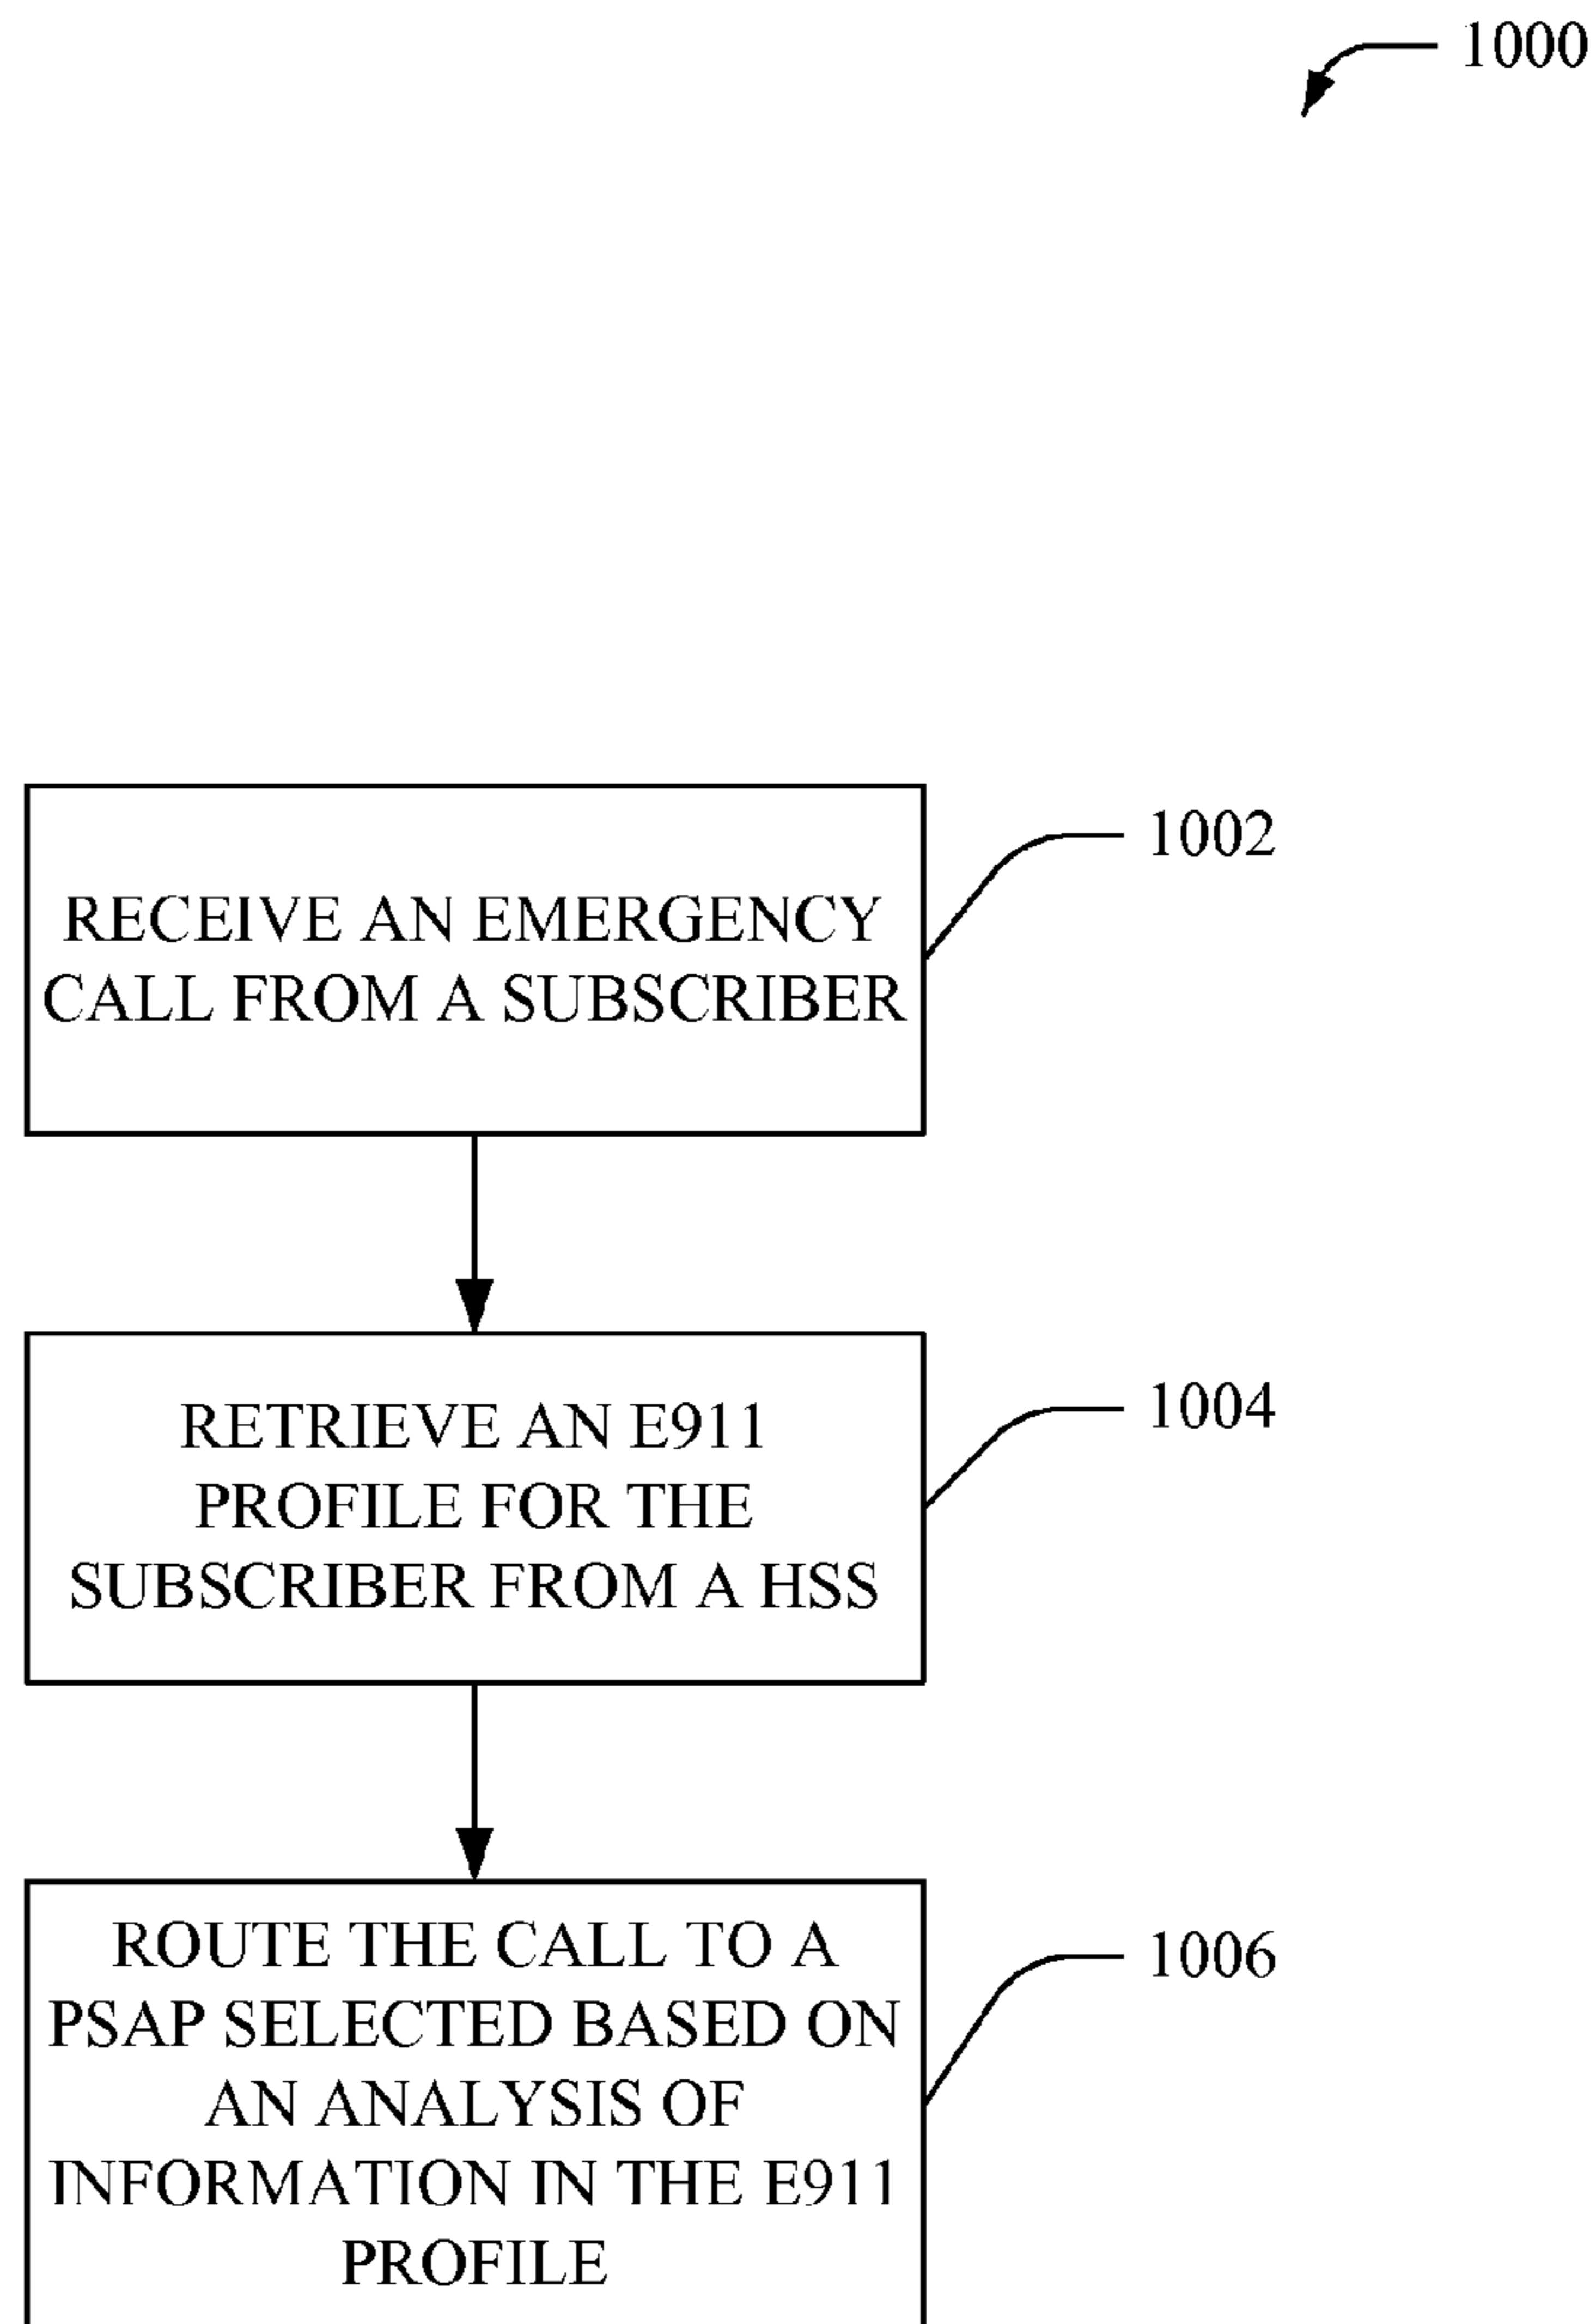 1000
RECEIVE AN EMERGENCY
CALL FROM A SUBSCRIBER
1002
RETRIEVE AN E911
PROFILE FOR THE
SUBSCRIBER FROM A HSS
1004
ROUTE THE CALL TO A
PSAP SELECTED BASED ON
AN ANALYSIS OF
INFORMATION IN THE E911
PROFILE
1006